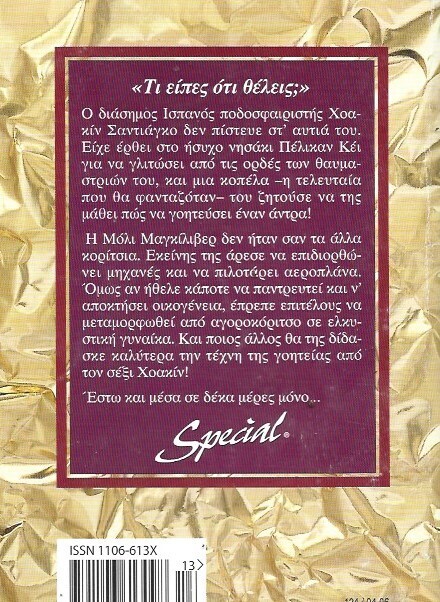 «Τι είπες ότι θέλεις;»
Ο διάσημος Ισπανός ποδοσφαιριστής Χοα-
κίν Σαντιάγκο δεν πίστευε στ' αυτιά του.
Είχε έρθει στο ήσυχο νησάκι Πέλικαν Κέι
για να γλιτώσει από τις ορδές των θαυμα-
στριών του, και μια κοπέλα –η τελευταία
που θα φανταζόταν– του ζητούσε να της
μάθει πώς να γοητεύσει έναν άντρα!
Η Μόλι Μαγκίλιβερ δεν ήταν σαν τα άλλα
κορίτσια. Εκείνης της άρεσε να επιδιορθώ-
νει μηχανές και να πιλοτάρει αεροπλάνα.
Όμως αν ήθελε κάποτε να παντρευτεί και ν'
αποκτήσει οικογένεια, έπρεπε επιτέλους να
μεταμορφωθεί από αγοροκόριτσο σε ελκυ-
στική γυναίκα. Και ποιος άλλος θα της δίδα-
σκε καλύτερα την τέχνη της γοητείας από
τον σέξι Χοακίν!
Έστω και μέσα σε δέκα μέρες μόνο...
Special®
ISSN 1106-613X
13>